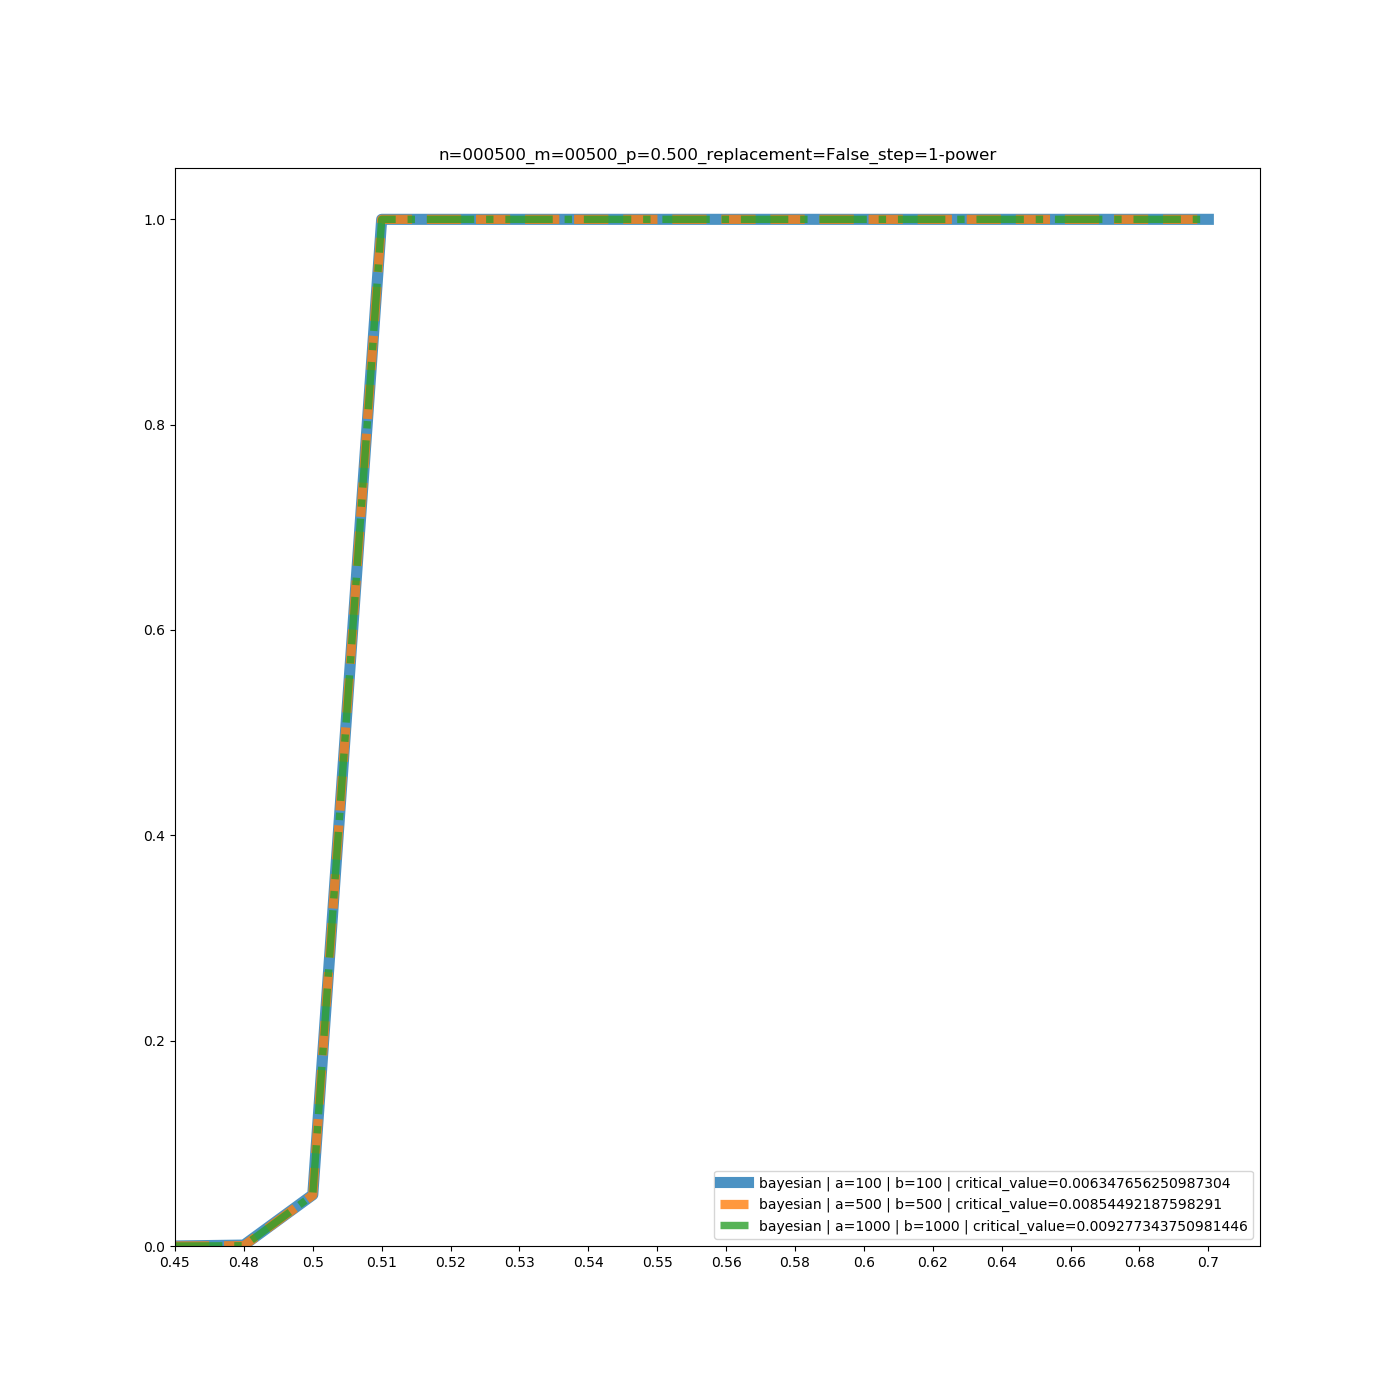 n=000500_m=00500_p=0.500_replacement=False_step=1-power
1.0
0.8
0.6
0.4
0.2
0.0
0.45 0.48 0.5 0.51 0.52 0.53 0.54 0.55 0.56 0.58 0.6 0.62 0.64 0.66 0.68 0.7
bayesian | a=100 | b=100 | critical_value=0.006347656250987304
bayesian | a=500 | b=500 | critical_value=0.00854492187598291
bayesian | a=1000 | b=1000 | critical_value=0.009277343750981446